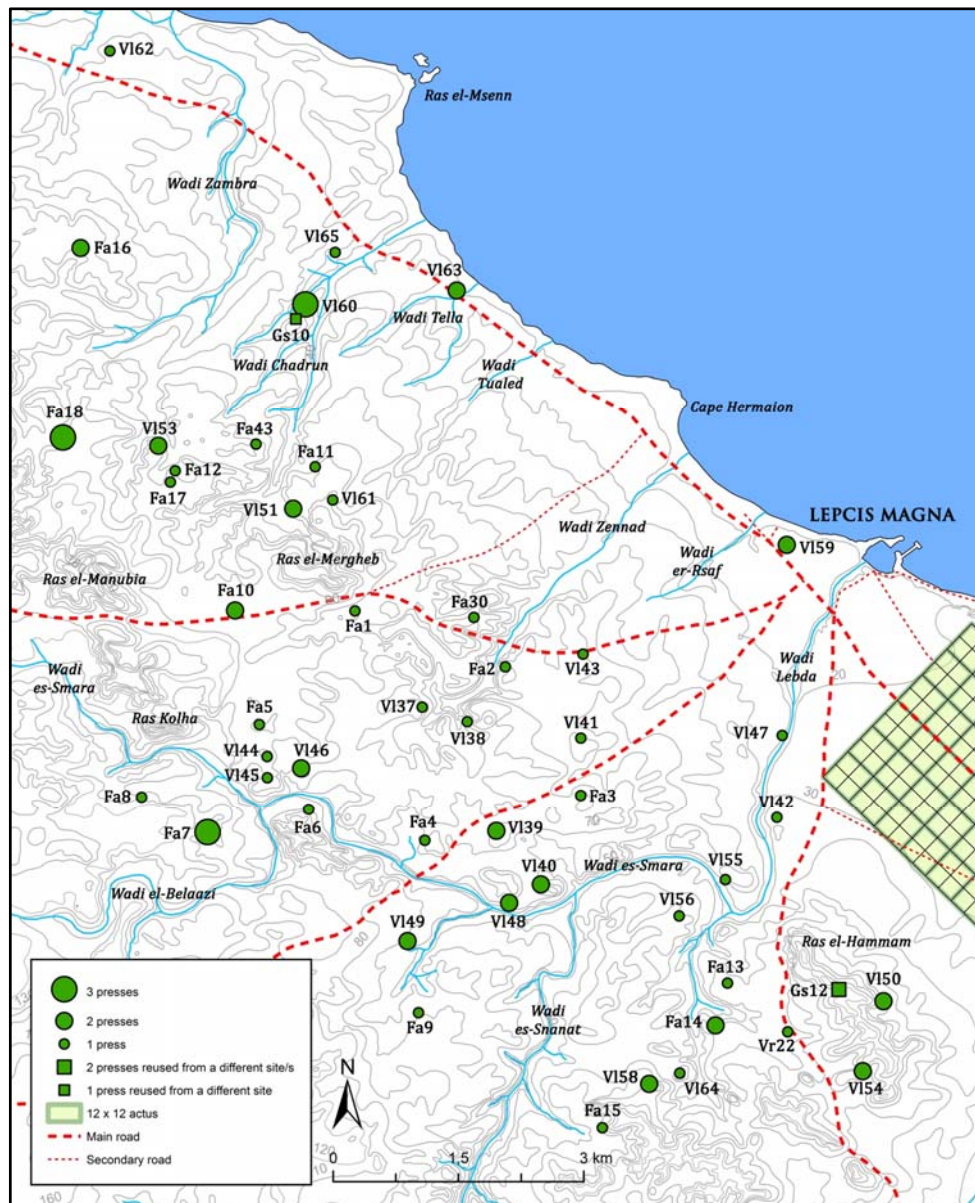 Vl62
Ras el-Msenn
Wadi Zambra
Fa16
Vl65
Vl63
Vl60
Gs10
Wadi Tella
Wadi Chadrun
Wadi
Tualed
Cape Hermaion
Fa18
Vl53
Fa43
Fa12
Fa17
Fa11
Vl61
Vl51
Wadi Zennad
LEPCIS MAGNA
Vl59
Wadi
er-Rsaf
Ras el-Mergheb
Ras el-Manubia
Fa10
Fa1
Fa30
Fa2
Vl43
Wadi
Lebda
20
Wadi
es-Smara
Ras Kolha
Fa5
Vl37
Vl38
Vl41
Vl47
Vl44
Vl46
Vl45
Fa8
Fa3
30
Vl42
Fa7
Fa6
Fa4
Vl39
70
Wadi es-Smara
Vl55
Vl40
Wadi el-Belaazi
Vl48
Vl56
Vl49
80
Ras el-Hammam
Fa13
Gs12
Vl50
Fa9
Wadi
es-Snanat
Fa14
Vr22
Vl58
Vl64
Vl54
Fa15
3 presses
2 presses
1 press
2 presses reused from a different site/s
1 press reused from a different site
12 x 12 actus
Main road
Secondary road
N
0 1,5 3 km
160